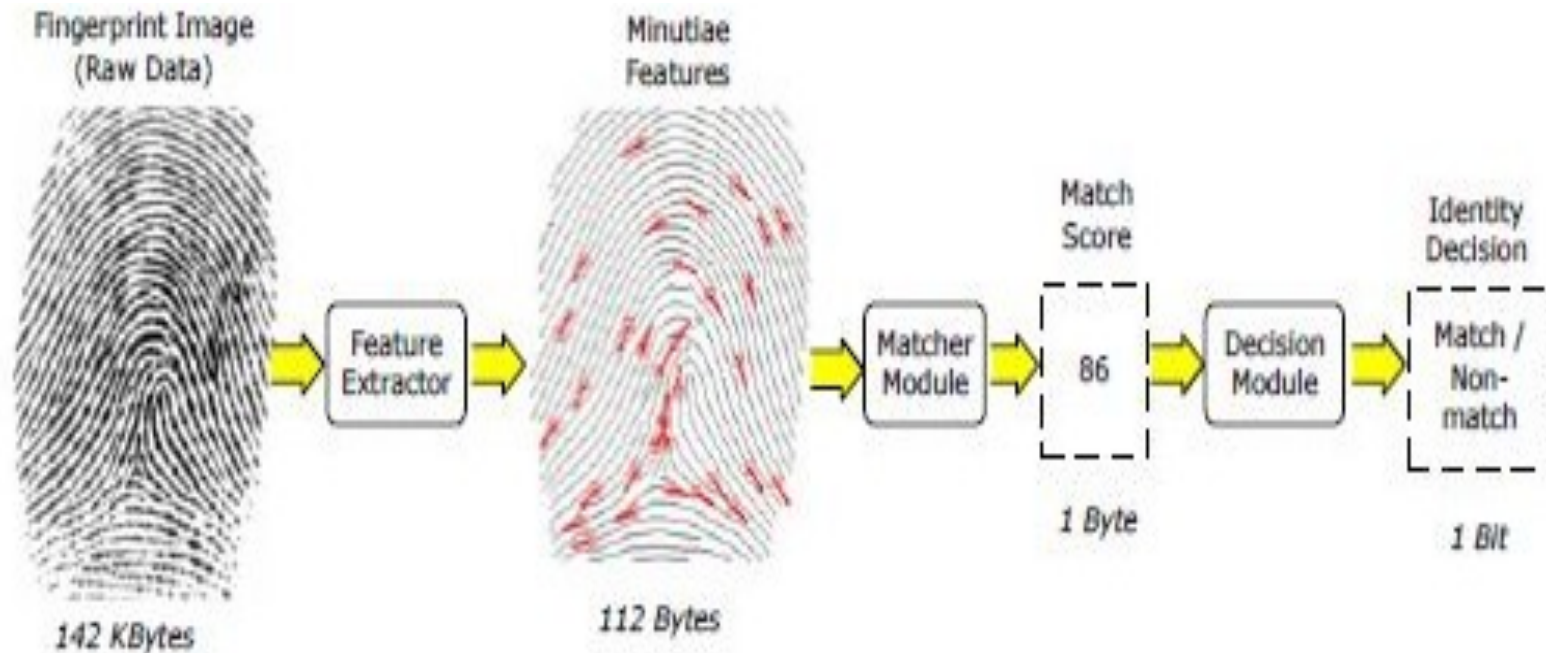 Fingerprint Image
(Raw Data)
142 KBytes
Feature
Extractor
Minutiae
Features
112 Bytes
Matcher
Module
Match
Score
86
1 Byte
Decision
Module
Identity
Decision
Match /
Non-
match
1 Bit